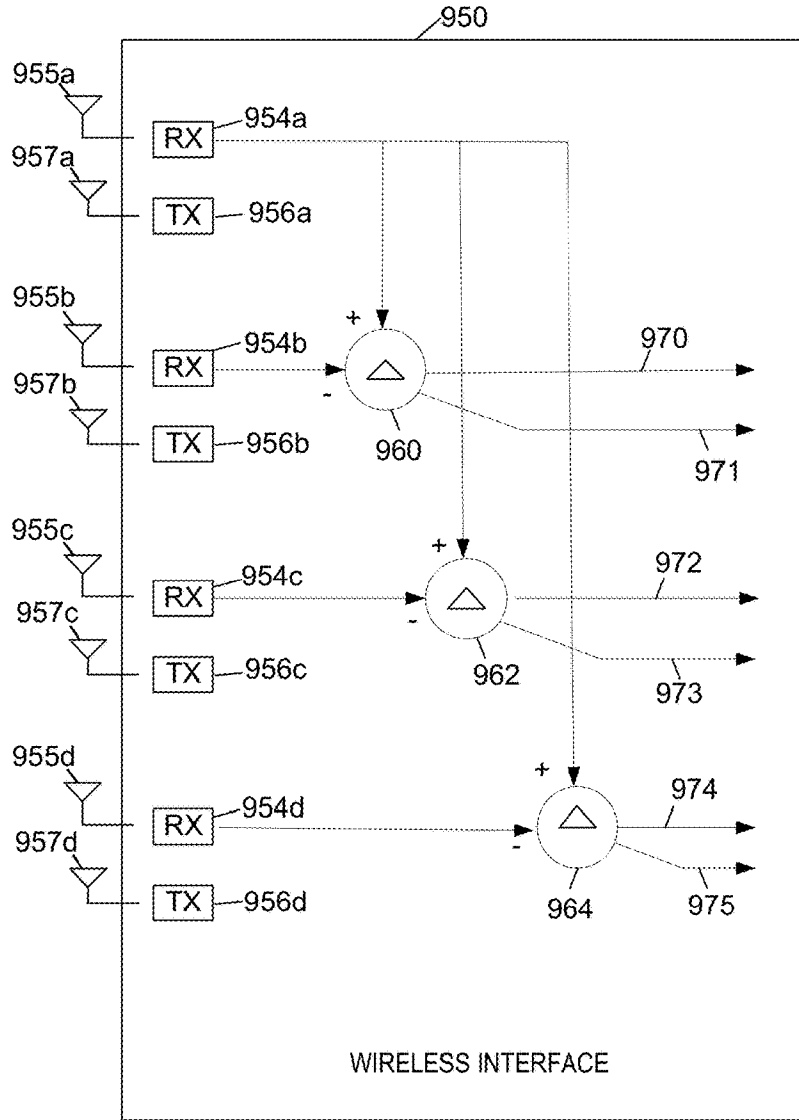 950
955a
RX 954a
957a
TX 956a
955b
+
954b
RX
970
957b
-
TX 956b
960
971
955c
+
954c
RX
972
957c
-
TX 956c
962
973
955d
+
954d
RX
974
957d
-
TX 956d
964
975
WIRELESS INTERFACE